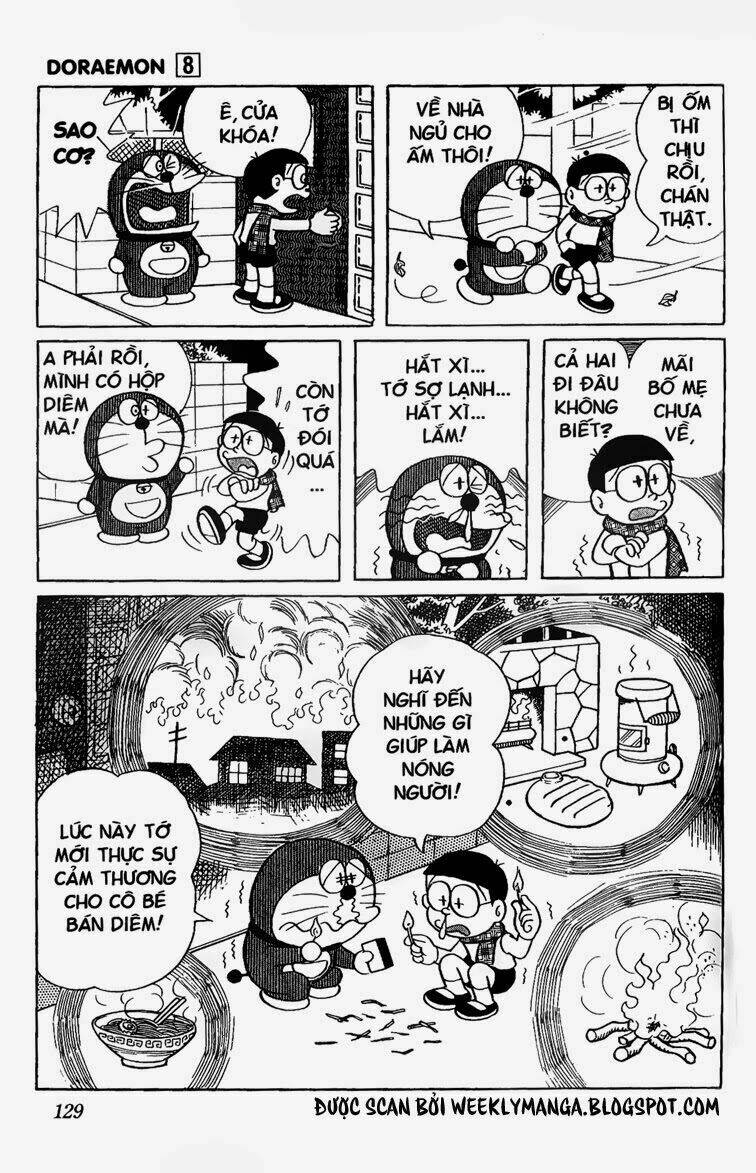 DORAEMON 8
SAO
CƠ?
Ê, CỬA
KHÓA!
VỀ NHÀ
NGỦ CHO
ẤM THÔI!
BỊ ỐM
THÌ
CHỊU
RỒI,
CHÁN
THẬT.
A PHẢI RỒI,
MÌNH CÓ HỘP
DIÊM
MÀ!
CÒN
TỚ
ĐÓI
QUÁ
...
HẮT XÌ...
TỚ SỢ LẠNH...
HẮT XÌ...
LẮM!
CẢ HAI
ĐI ĐÂU
KHÔNG
BIẾT?
MÃI
BỐ MẸ
CHƯA
VỀ,
HÃY
NGHĨ ĐẾN
NHỮNG GÌ
GIÚP LÀM
NÓNG
NGƯỜI!
LÚC NÀY TỚ
MỚI THỰC SỰ
CẢM THƯƠNG
CHO CÔ BÉ
BÁN DIÊM!
129
ĐƯỢC SCAN BỞI WEEKLYMANGA.BLOGSPOT.COM